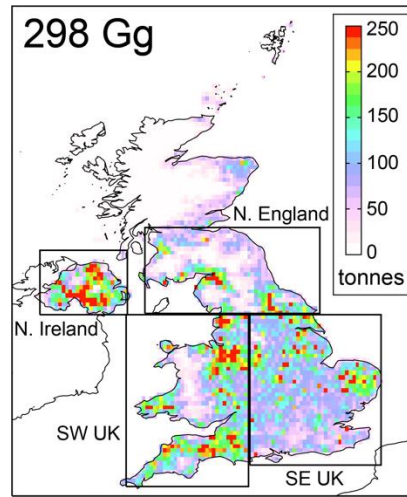 298 Gg
250
200
150
100
50
0
tonnes
N. England
N. Ireland
SW UK
SE UK